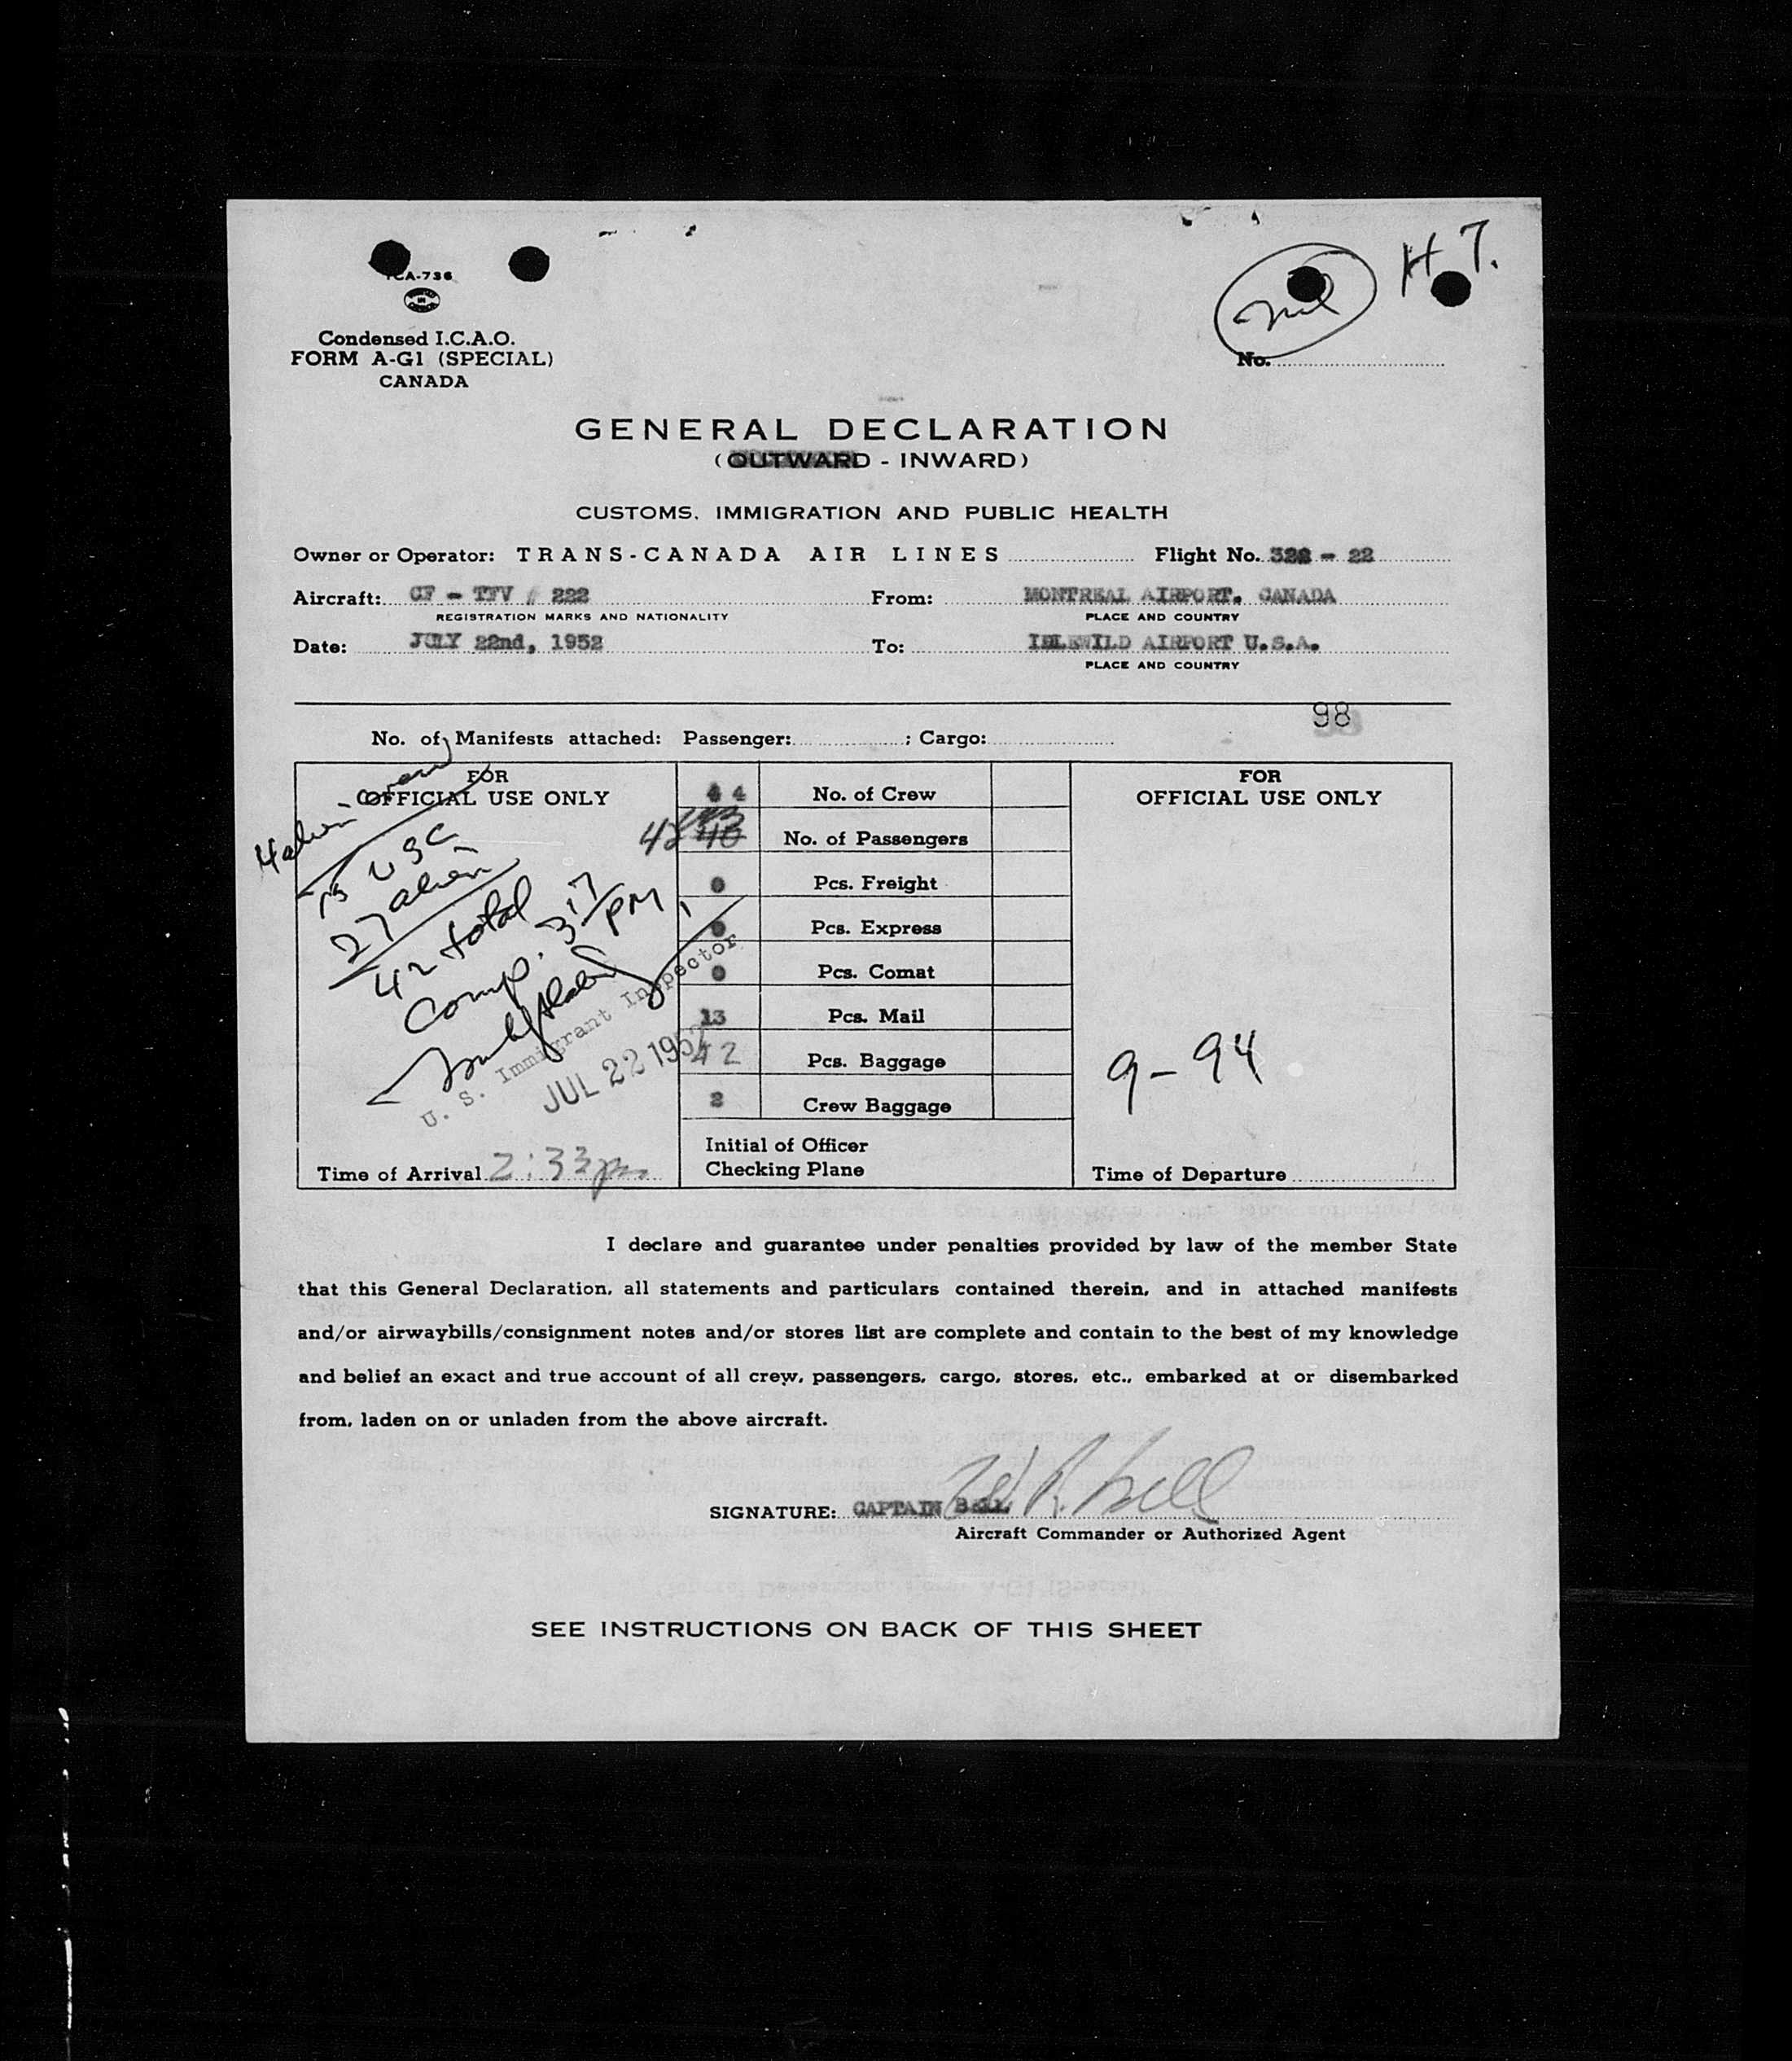 TCA-736
H.T.
nil
Condensed I.C.A.O.
FORM A-G1 (SPECIAL)
CANADA
No.
GENERAL DECLARATION
(OUTWARD - INWARD)
CUSTOMS, IMMIGRATION AND PUBLIC HEALTH
Owner or Operator: TRANS-CANADA AIR LINES Flight No. 322 - 22
Aircraft: CF - TFV # 222 From: MONTREAL AIRPORT. CANADA
REGISTRATION MARKS AND NATIONALITY PLACE AND COUNTRY
Date: JULY 22nd, 1952 To: IDLEWILD AIRPORT U.S.A.
PLACE AND COUNTRY
98
No. of Manifests attached: Passenger: ; Cargo:
FOR
OFFICIAL USE ONLY
4 alien crew
15 USC
27 alien
42 total
Comp. 3 17/PM
U. S. Immigrant Inspector
JUL 22 1952
Time of Arrival 2:33 pm
4 No. of Crew
42 No. of Passengers
0 Pcs. Freight
0 Pcs. Express
0 Pcs. Comat
13 Pcs. Mail
42 Pcs. Baggage
2 Crew Baggage
Initial of Officer
Checking Plane
FOR
OFFICIAL USE ONLY
9-94
Time of Departure
I declare and guarantee under penalties provided by law of the member State
that this General Declaration, all statements and particulars contained therein, and in attached manifests
and/or airwaybills/consignment notes and/or stores list are complete and contain to the best of my knowledge
and belief an exact and true account of all crew, passengers, cargo, stores, etc., embarked at or disembarked
from, laden on or unladen from the above aircraft.
SIGNATURE: CAPTAIN BELL
Aircraft Commander or Authorized Agent
SEE INSTRUCTIONS ON BACK OF THIS SHEET